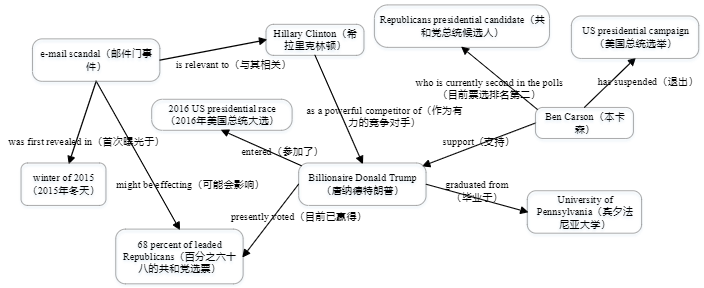 Republicans presidential candidate（共
和党总统候选人）
US presidential campaign
（美国总统选举）
Hillary Clinton（希
拉里克林顿）
e-mail scandal（邮件门事
件）
is relevant to（与其相关）
who is currently second in the polls
（目前票选排名第二）
has suspended（退出）
2016 US presidential race
（2016年美国总统大选）
as a powerful competitor of（作为有
力的竞争对手）
Ben Carson（本卡
森）
was first revealed in（首次曝光于）
entered（参加了）
support（支持）
winter of 2015
（2015年冬天）
might be effecting（可能会影响）
Billionaire Donald Trump
（唐纳德特朗普）
graduated from
（毕业于）
presently voted（目前已赢得）
University of
Pennsylvania（宾夕法
尼亚大学）
68 percent of leaded
Republicans（百分之六十
八的共和党选票）